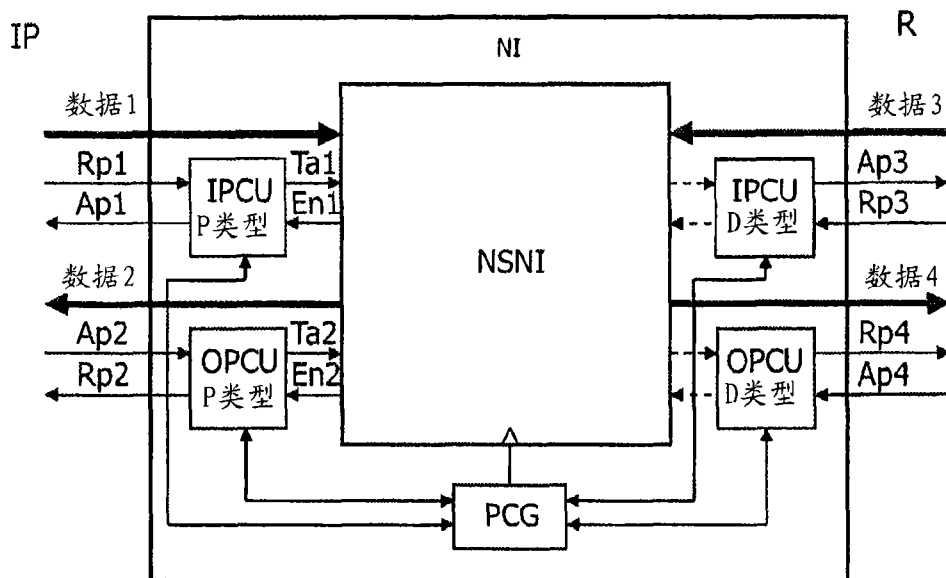 IP
NI
R
数据1
数据3
Rp1
Ta1
Ap3
IPCU
P类型
IPCU
D类型
Ap1
En1
Rp3
NSNI
数据2
数据4
Ap2
Ta2
Rp4
OPCU
P类型
OPCU
D类型
Rp2
En2
Ap4
PCG